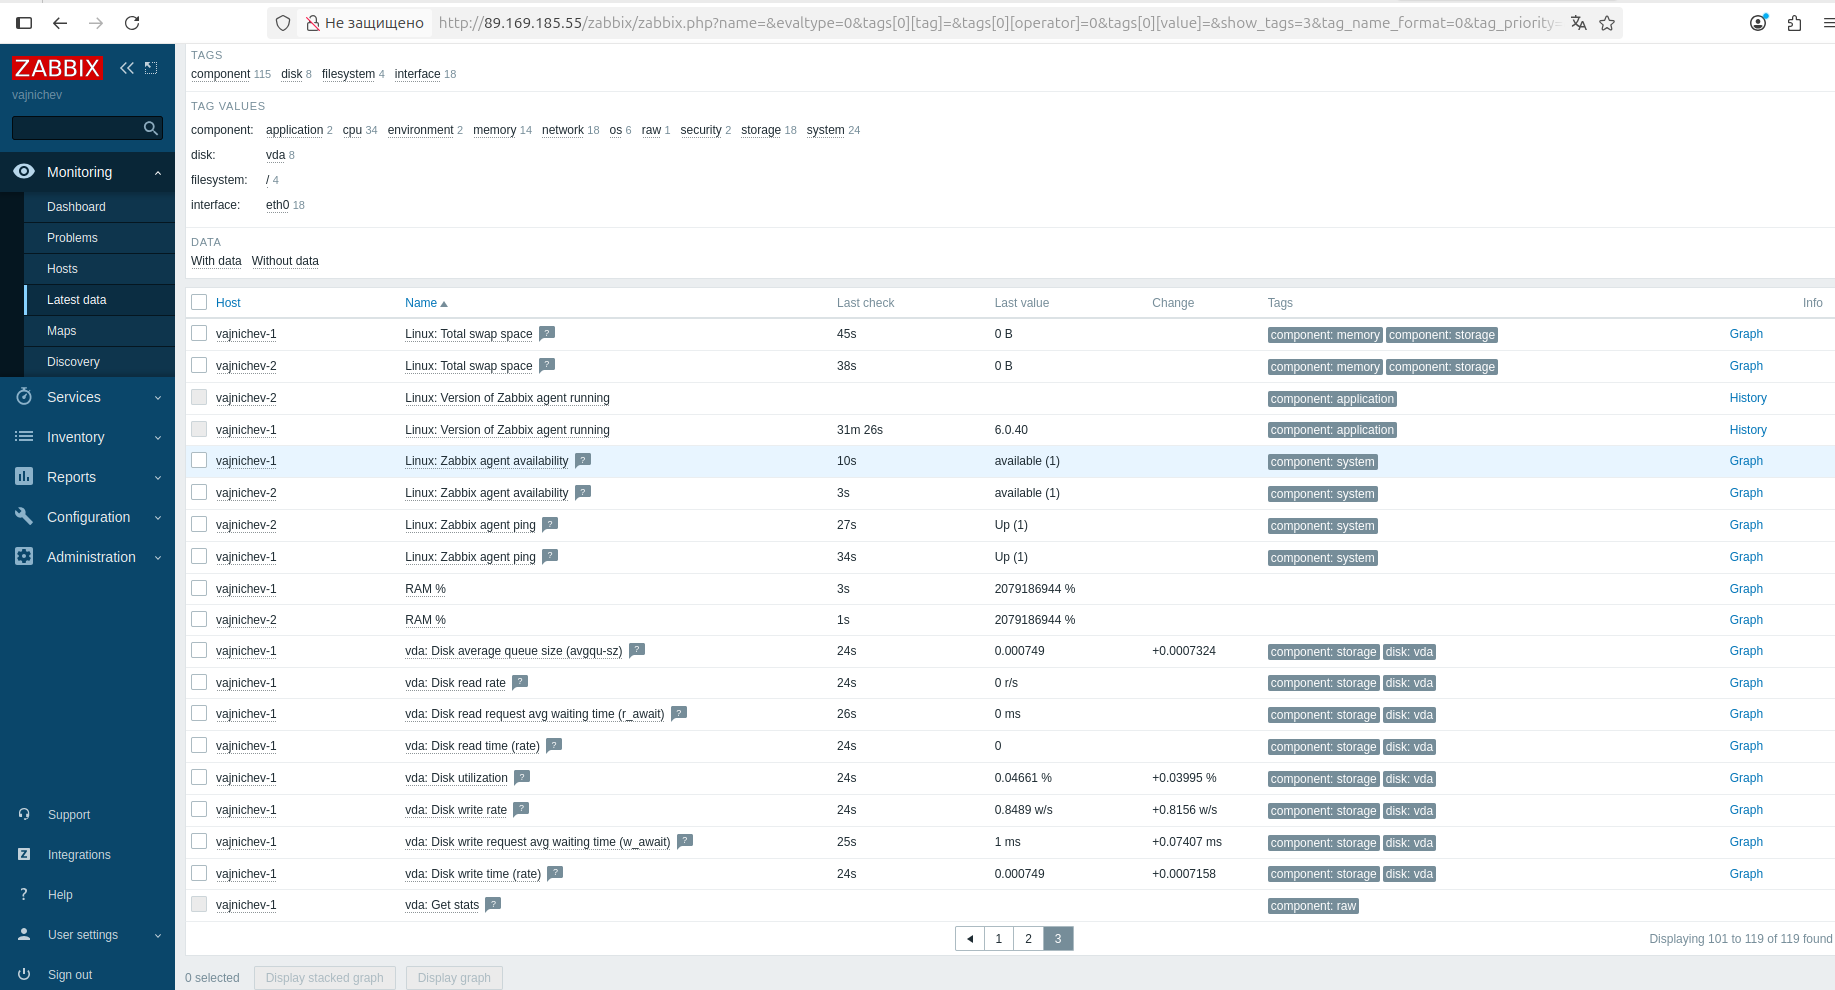 Не защищено http://89.169.185.55/zabbix/zabbix.php?name=&evaltype=0&tags[0][tag]=&tags[0][operator]=0&tags[0][value]=&show_tags=3&tag_name_format=0&tag_priority=
ZABBIX
vajnichev
Monitoring
Dashboard
Problems
Hosts
Latest data
Maps
Discovery
Services
Inventory
Reports
Configuration
Administration
Support
Integrations
Help
User settings
Sign out
TAGS
component 115 disk 8 filesystem 4 interface 18
TAG VALUES
component: application 2 cpu 34 environment 2 memory 14 network 18 os 6 raw 1 security 2 storage 18 system 24
disk: vda 8
filesystem: / 4
interface: eth0 18
DATA
With data Without data
Host Name Last check Last value Change Tags Info
vajnichev-1 Linux: Total swap space ? 45s 0 B component: memory component: storage Graph
vajnichev-2 Linux: Total swap space ? 38s 0 B component: memory component: storage Graph
vajnichev-2 Linux: Version of Zabbix agent running component: application History
vajnichev-1 Linux: Version of Zabbix agent running 31m 26s 6.0.40 component: application History
vajnichev-1 Linux: Zabbix agent availability ? 10s available (1) component: system Graph
vajnichev-2 Linux: Zabbix agent availability ? 3s available (1) component: system Graph
vajnichev-2 Linux: Zabbix agent ping ? 27s Up (1) component: system Graph
vajnichev-1 Linux: Zabbix agent ping ? 34s Up (1) component: system Graph
vajnichev-1 RAM % 3s 2079186944 % Graph
vajnichev-2 RAM % 1s 2079186944 % Graph
vajnichev-1 vda: Disk average queue size (avgqu-sz) ? 24s 0.000749 +0.0007324 component: storage disk: vda Graph
vajnichev-1 vda: Disk read rate ? 24s 0 r/s component: storage disk: vda Graph
vajnichev-1 vda: Disk read request avg waiting time (r_await) ? 26s 0 ms component: storage disk: vda Graph
vajnichev-1 vda: Disk read time (rate) ? 24s 0 component: storage disk: vda Graph
vajnichev-1 vda: Disk utilization ? 24s 0.04661 % +0.03995 % component: storage disk: vda Graph
vajnichev-1 vda: Disk write rate ? 24s 0.8489 w/s +0.8156 w/s component: storage disk: vda Graph
vajnichev-1 vda: Disk write request avg waiting time (w_await) ? 25s 1 ms +0.07407 ms component: storage disk: vda Graph
vajnichev-1 vda: Disk write time (rate) ? 24s 0.000749 +0.0007158 component: storage disk: vda Graph
vajnichev-1 vda: Get stats ? component: raw
1 2 3
Displaying 101 to 119 of 119 found
0 selected Display stacked graph Display graph